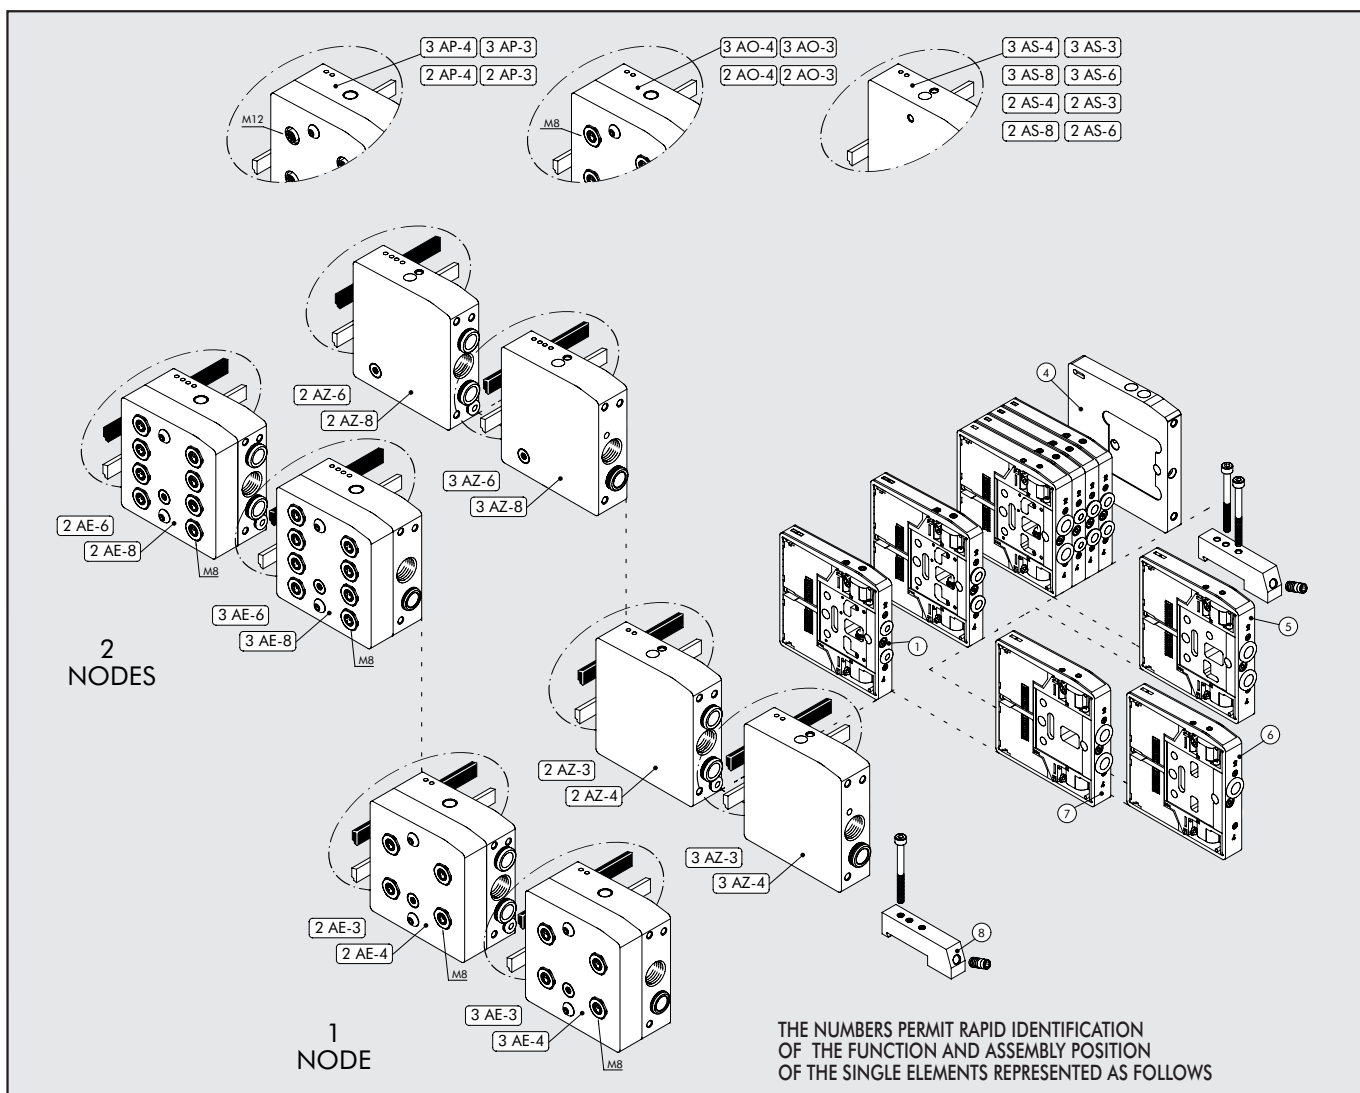 3 AP-4 3 AP-3
2 AP-4 2 AP-3
M12
3 AO-4 3 AO-3
2 AO-4 2 AO-3
M8
3 AS-4 3 AS-3
3 AS-8 3 AS-6
2 AS-4 2 AS-3
2 AS-8 2 AS-6
2 AZ-6
2 AZ-8
3 AZ-6
3 AZ-8
2 AE-6
2 AE-8
M8
3 AE-6
3 AE-8
M8
2
NODES
4
1
5
6
7
2 AZ-3
2 AZ-4
3 AZ-3
3 AZ-4
2 AE-3
2 AE-4
M8
3 AE-3
3 AE-4
M8
8
1
NODE
THE NUMBERS PERMIT RAPID IDENTIFICATION
OF THE FUNCTION AND ASSEMBLY POSITION
OF THE SINGLE ELEMENTS REPRESENTED AS FOLLOWS